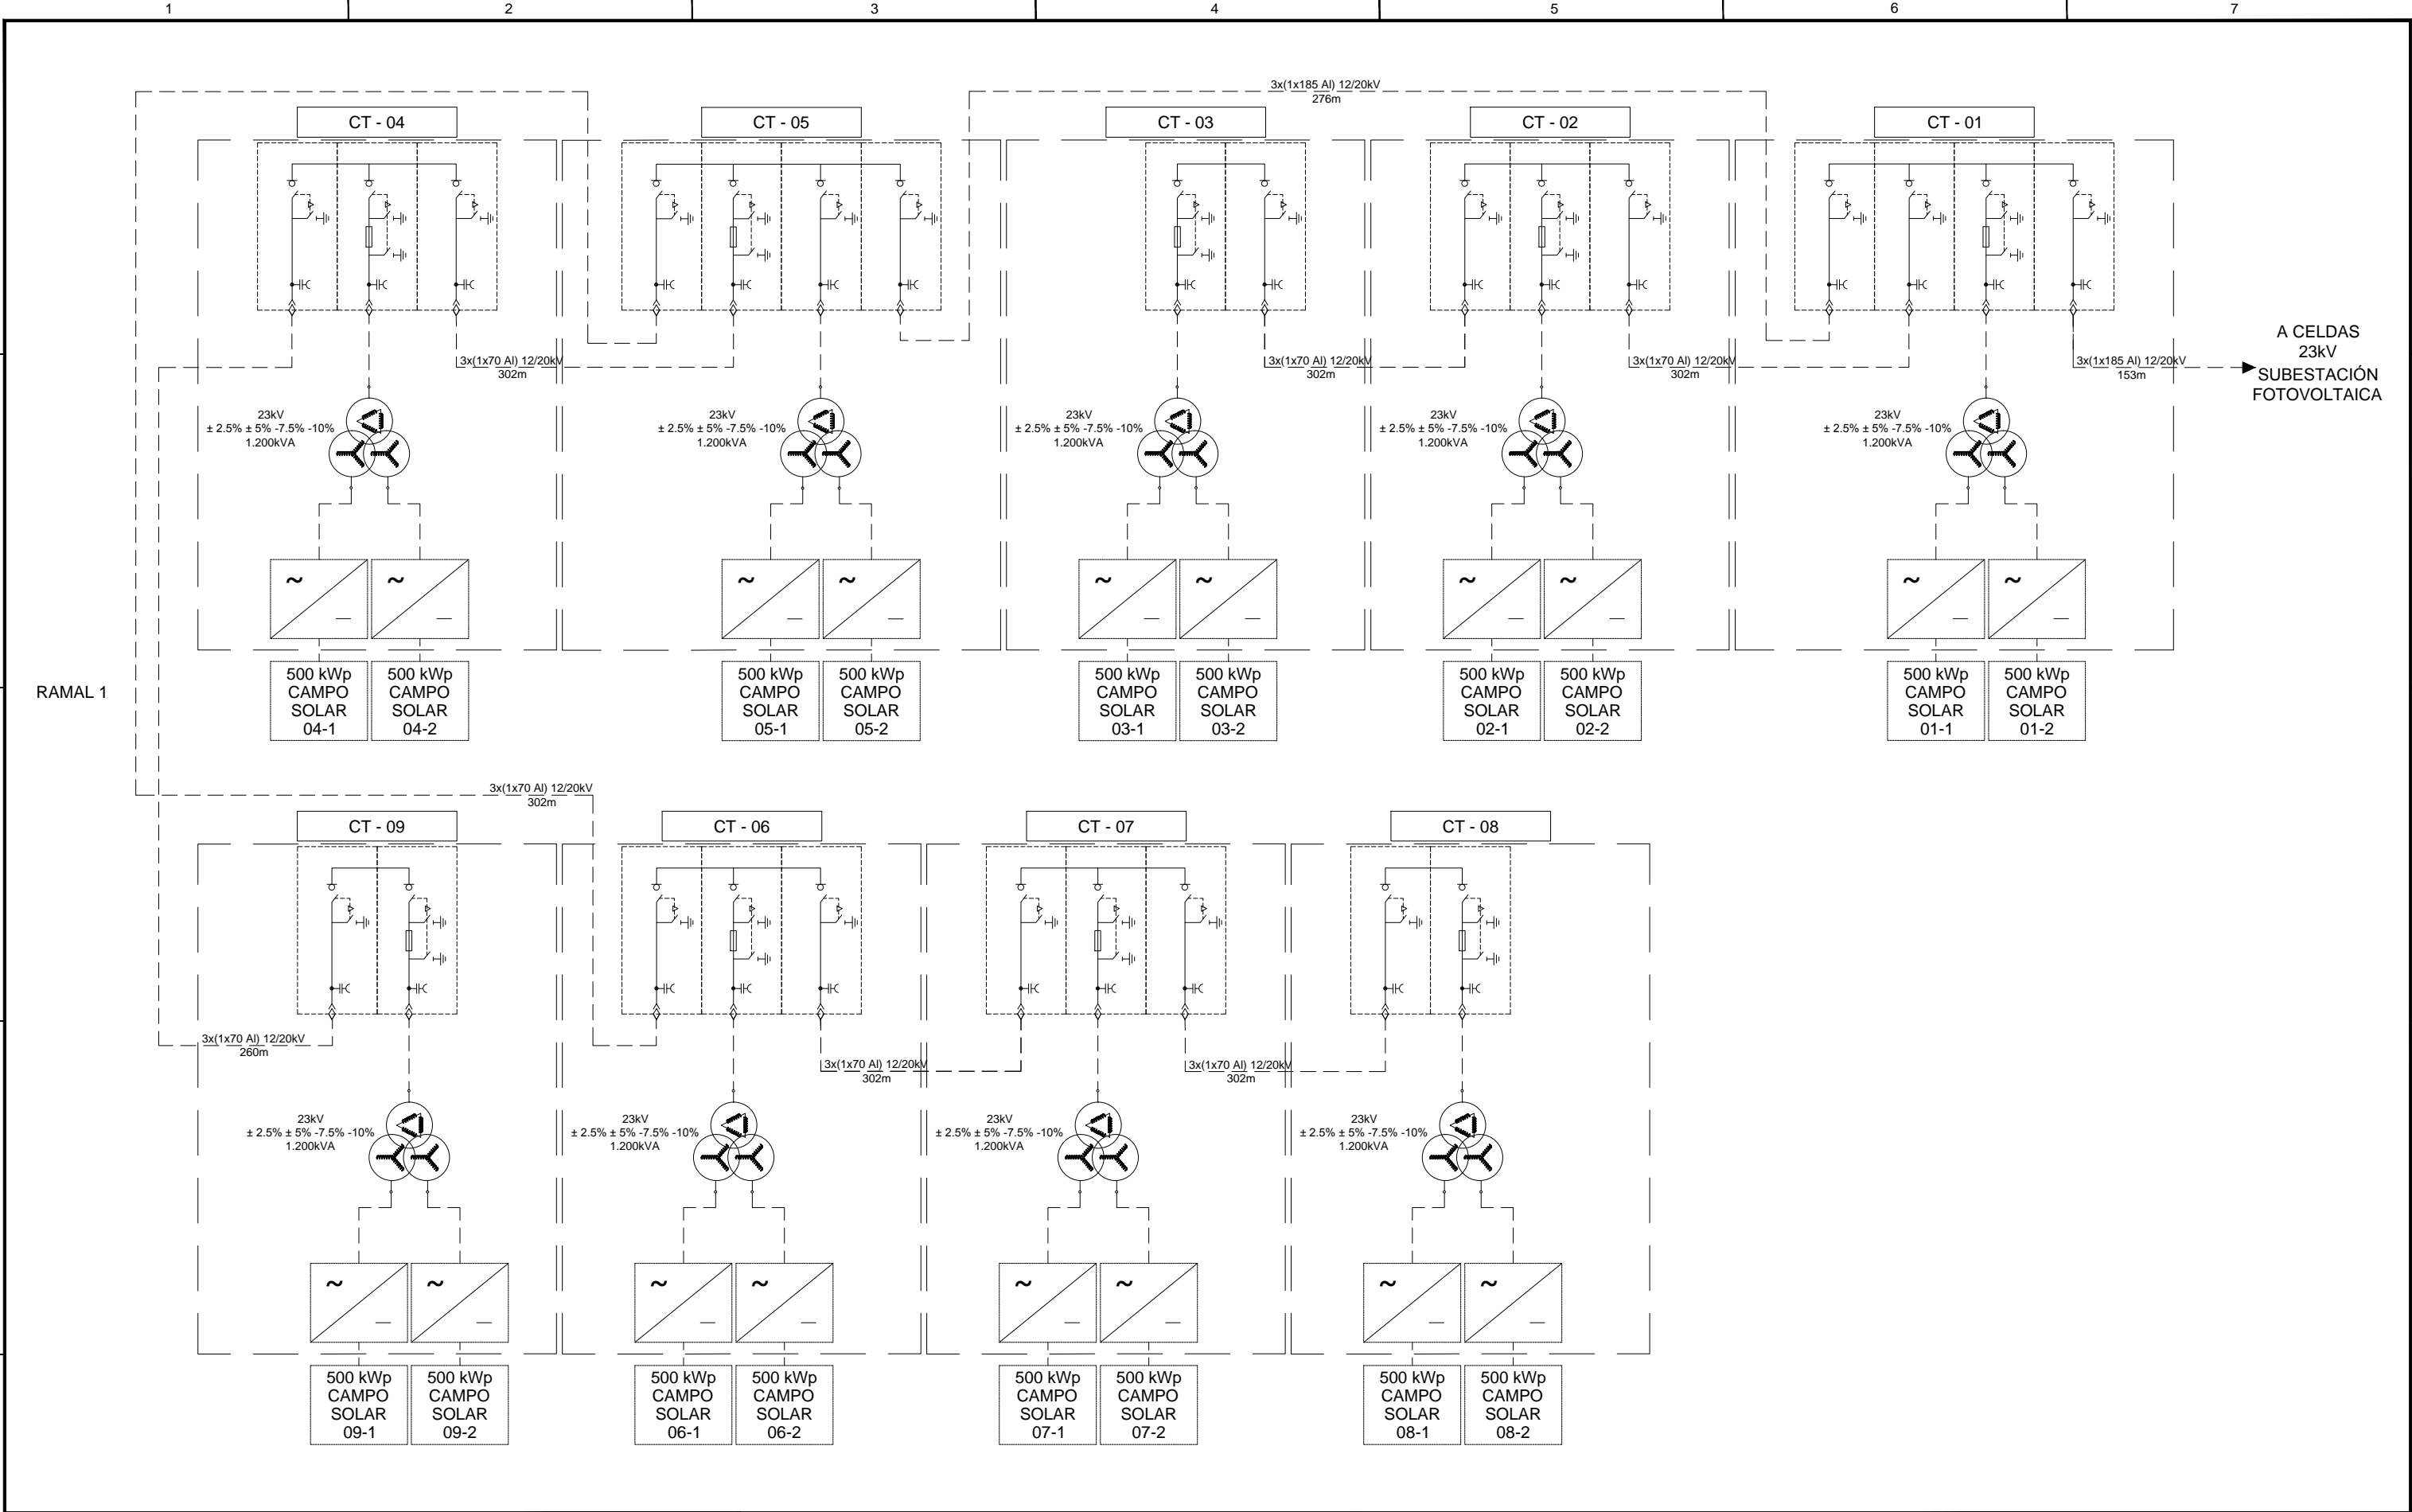 1 2 3 4 5 6 7
3x(1x185 Al) 12/20kV
276m
CT - 04
CT - 05
CT - 03
CT - 02
CT - 01
3x(1x70 Al) 12/20kV
302m
3x(1x70 Al) 12/20kV
302m
3x(1x70 Al) 12/20kV
302m
3x(1x185 Al) 12/20kV
153m
A CELDAS
23kV
SUBESTACIÓN
FOTOVOLTAICA
23kV
± 2.5% ± 5% -7.5% -10%
1.200kVA
23kV
± 2.5% ± 5% -7.5% -10%
1.200kVA
23kV
± 2.5% ± 5% -7.5% -10%
1.200kVA
23kV
± 2.5% ± 5% -7.5% -10%
1.200kVA
23kV
± 2.5% ± 5% -7.5% -10%
1.200kVA
~
~
~
~
~
~
~
~
~
~
RAMAL 1
500 kWp
CAMPO
SOLAR
04-1
500 kWp
CAMPO
SOLAR
04-2
500 kWp
CAMPO
SOLAR
05-1
500 kWp
CAMPO
SOLAR
05-2
500 kWp
CAMPO
SOLAR
03-1
500 kWp
CAMPO
SOLAR
03-2
500 kWp
CAMPO
SOLAR
02-1
500 kWp
CAMPO
SOLAR
02-2
500 kWp
CAMPO
SOLAR
01-1
500 kWp
CAMPO
SOLAR
01-2
3x(1x70 Al) 12/20kV
302m
CT - 09
CT - 06
CT - 07
CT - 08
3x(1x70 Al) 12/20kV
260m
3x(1x70 Al) 12/20kV
302m
3x(1x70 Al) 12/20kV
302m
23kV
± 2.5% ± 5% -7.5% -10%
1.200kVA
23kV
± 2.5% ± 5% -7.5% -10%
1.200kVA
23kV
± 2.5% ± 5% -7.5% -10%
1.200kVA
23kV
± 2.5% ± 5% -7.5% -10%
1.200kVA
~
~
~
~
~
~
~
~
500 kWp
CAMPO
SOLAR
09-1
500 kWp
CAMPO
SOLAR
09-2
500 kWp
CAMPO
SOLAR
06-1
500 kWp
CAMPO
SOLAR
06-2
500 kWp
CAMPO
SOLAR
07-1
500 kWp
CAMPO
SOLAR
07-2
500 kWp
CAMPO
SOLAR
08-1
500 kWp
CAMPO
SOLAR
08-2